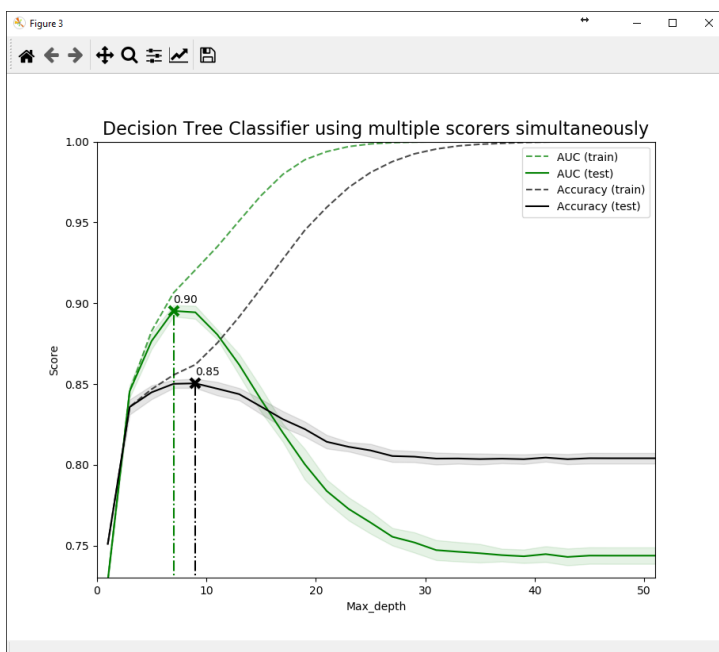 Figure 3
Decision Tree Classifier using multiple scorers simultaneously
1.00
AUC (train)
AUC (test)
Accuracy (train)
Accuracy (test)
0.95
0.90
0.90
0.85
0.85
0.80
0.75
Score
0 10 20 30 40 50
Max_depth